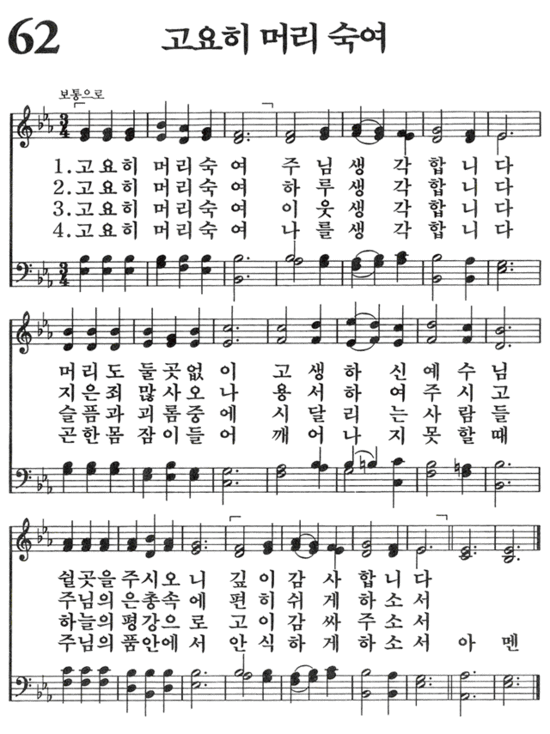 62
고요히 머리 숙여
보통으로
1.고요히 머리숙 여 주님 생 각 합 니 다
2.고요히 머리숙 여 하루 생 각 합 니 다
3.고요히 머리숙 여 이웃 생 각 합 니 다
4.고요히 머리숙 여 나를 생 각 합 니 다
머 리 도 둘곳없 이 고 생 하 신 예 수 님
지 은 죄 많사오 나 용 서 하 여 주 시 고
슬 픔 과 괴롬중 에 시 달 리 는 사 람 들
곤 한 몸 잠이들 어 깨 어 나 지 못 할 때
쉴곳을 주시오 니 깊 이 감 사 합 니 다
주님의 은총속 에 편 히 쉬 게 하 소 서
하늘의 평강으 로 고 이 감 싸 주 소 서
주님의 품안에 서 안 식 하 게 하 소 서 아 멘